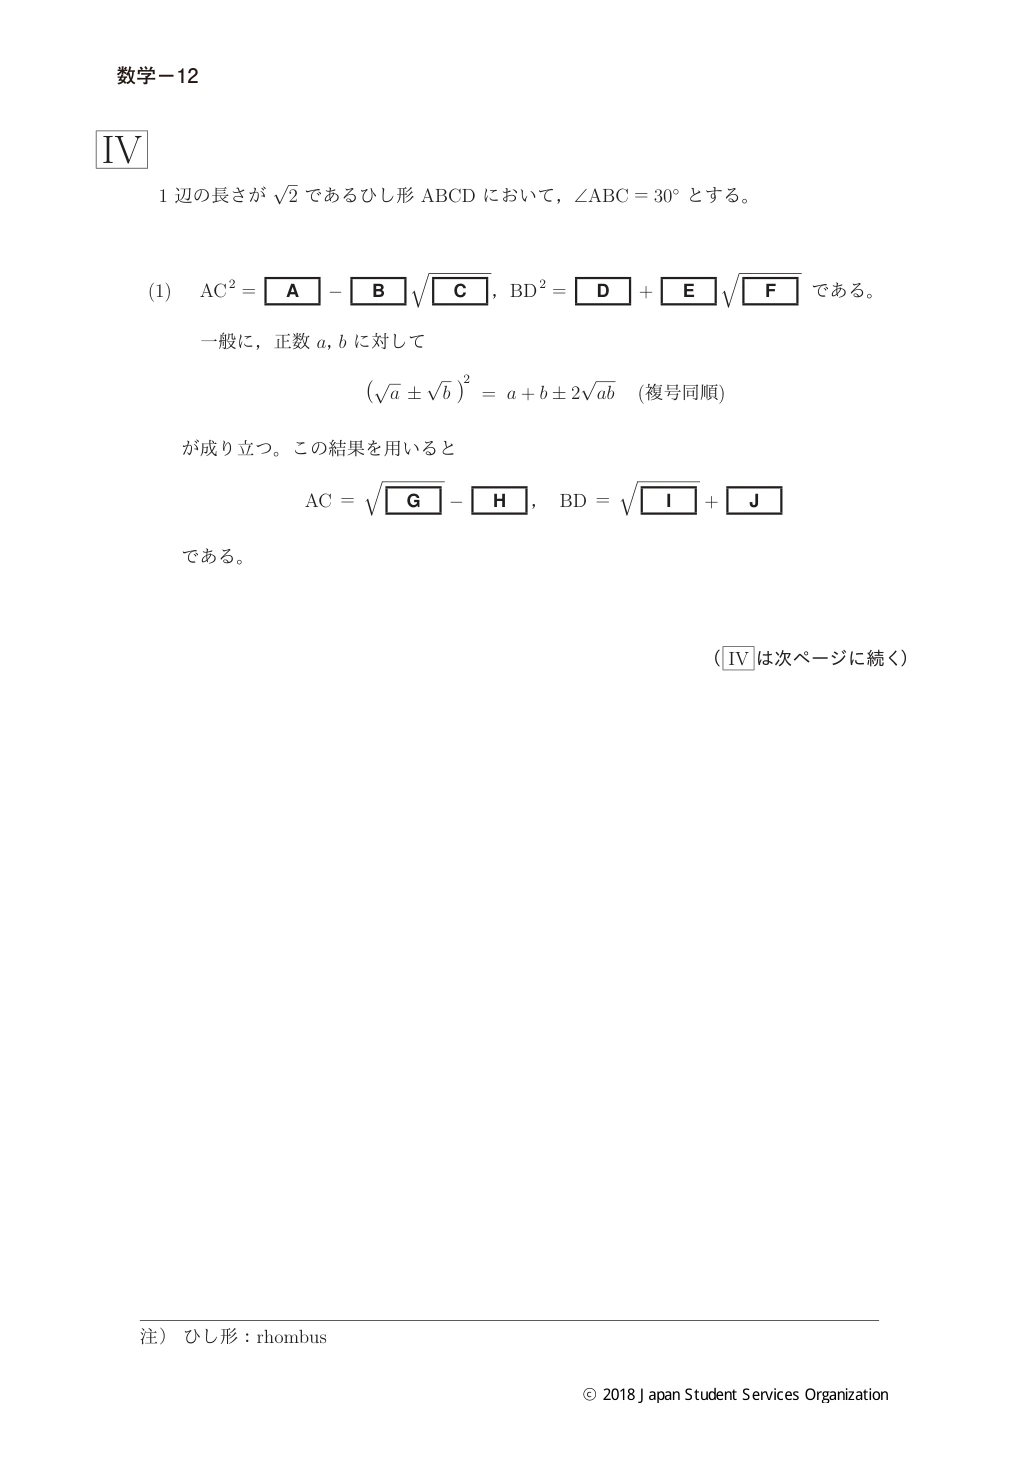 数学－12
IV
1 辺の長さが √2 であるひし形 ABCD において，∠ABC = 30° とする。
(1) AC² = A − B √C , BD² = D + E √F である。
一般に，正数 a, b に対して
(√a ± √b)² = a + b ± 2√ab (複号同順)
が成り立つ。この結果を用いると
AC = √G − H , BD = √I + J
である。
(IV は次ページに続く)
注） ひし形：rhombus
© 2018 Japan Student Services Organization